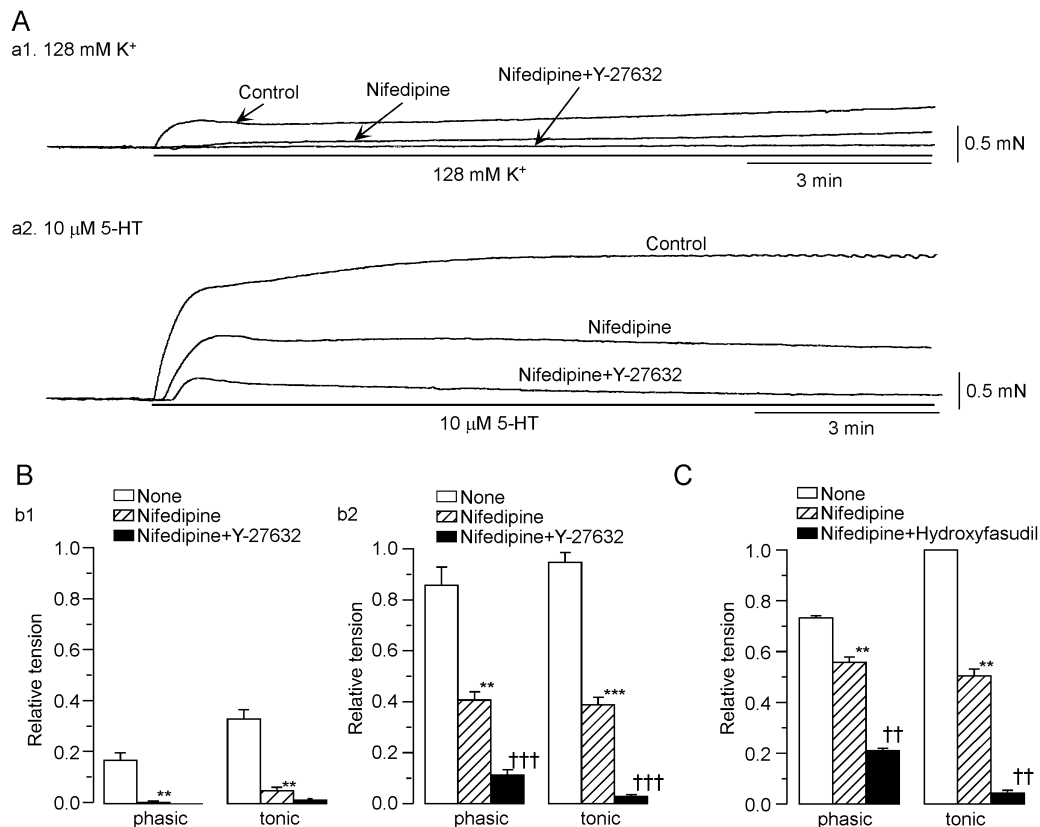 A
a1. 128 mM K⁺
Control
Nifedipine
Nifedipine+Y-27632
0.5 mN
128 mM K⁺
3 min
a2. 10 μM 5-HT
Control
Nifedipine
Nifedipine+Y-27632
0.5 mN
10 μM 5-HT
3 min
B
b1
None
Nifedipine
Nifedipine+Y-27632
Relative tension
1.0
0.8
0.6
0.4
0.2
0.0
**
**
phasic
tonic
b2
None
Nifedipine
Nifedipine+Y-27632
Relative tension
1.0
0.8
0.6
0.4
0.2
0.0
**
†††
***
†††
phasic
tonic
C
None
Nifedipine
Nifedipine+Hydroxyfasudil
Relative tension
1.0
0.8
0.6
0.4
0.2
0.0
**
††
**
††
phasic
tonic